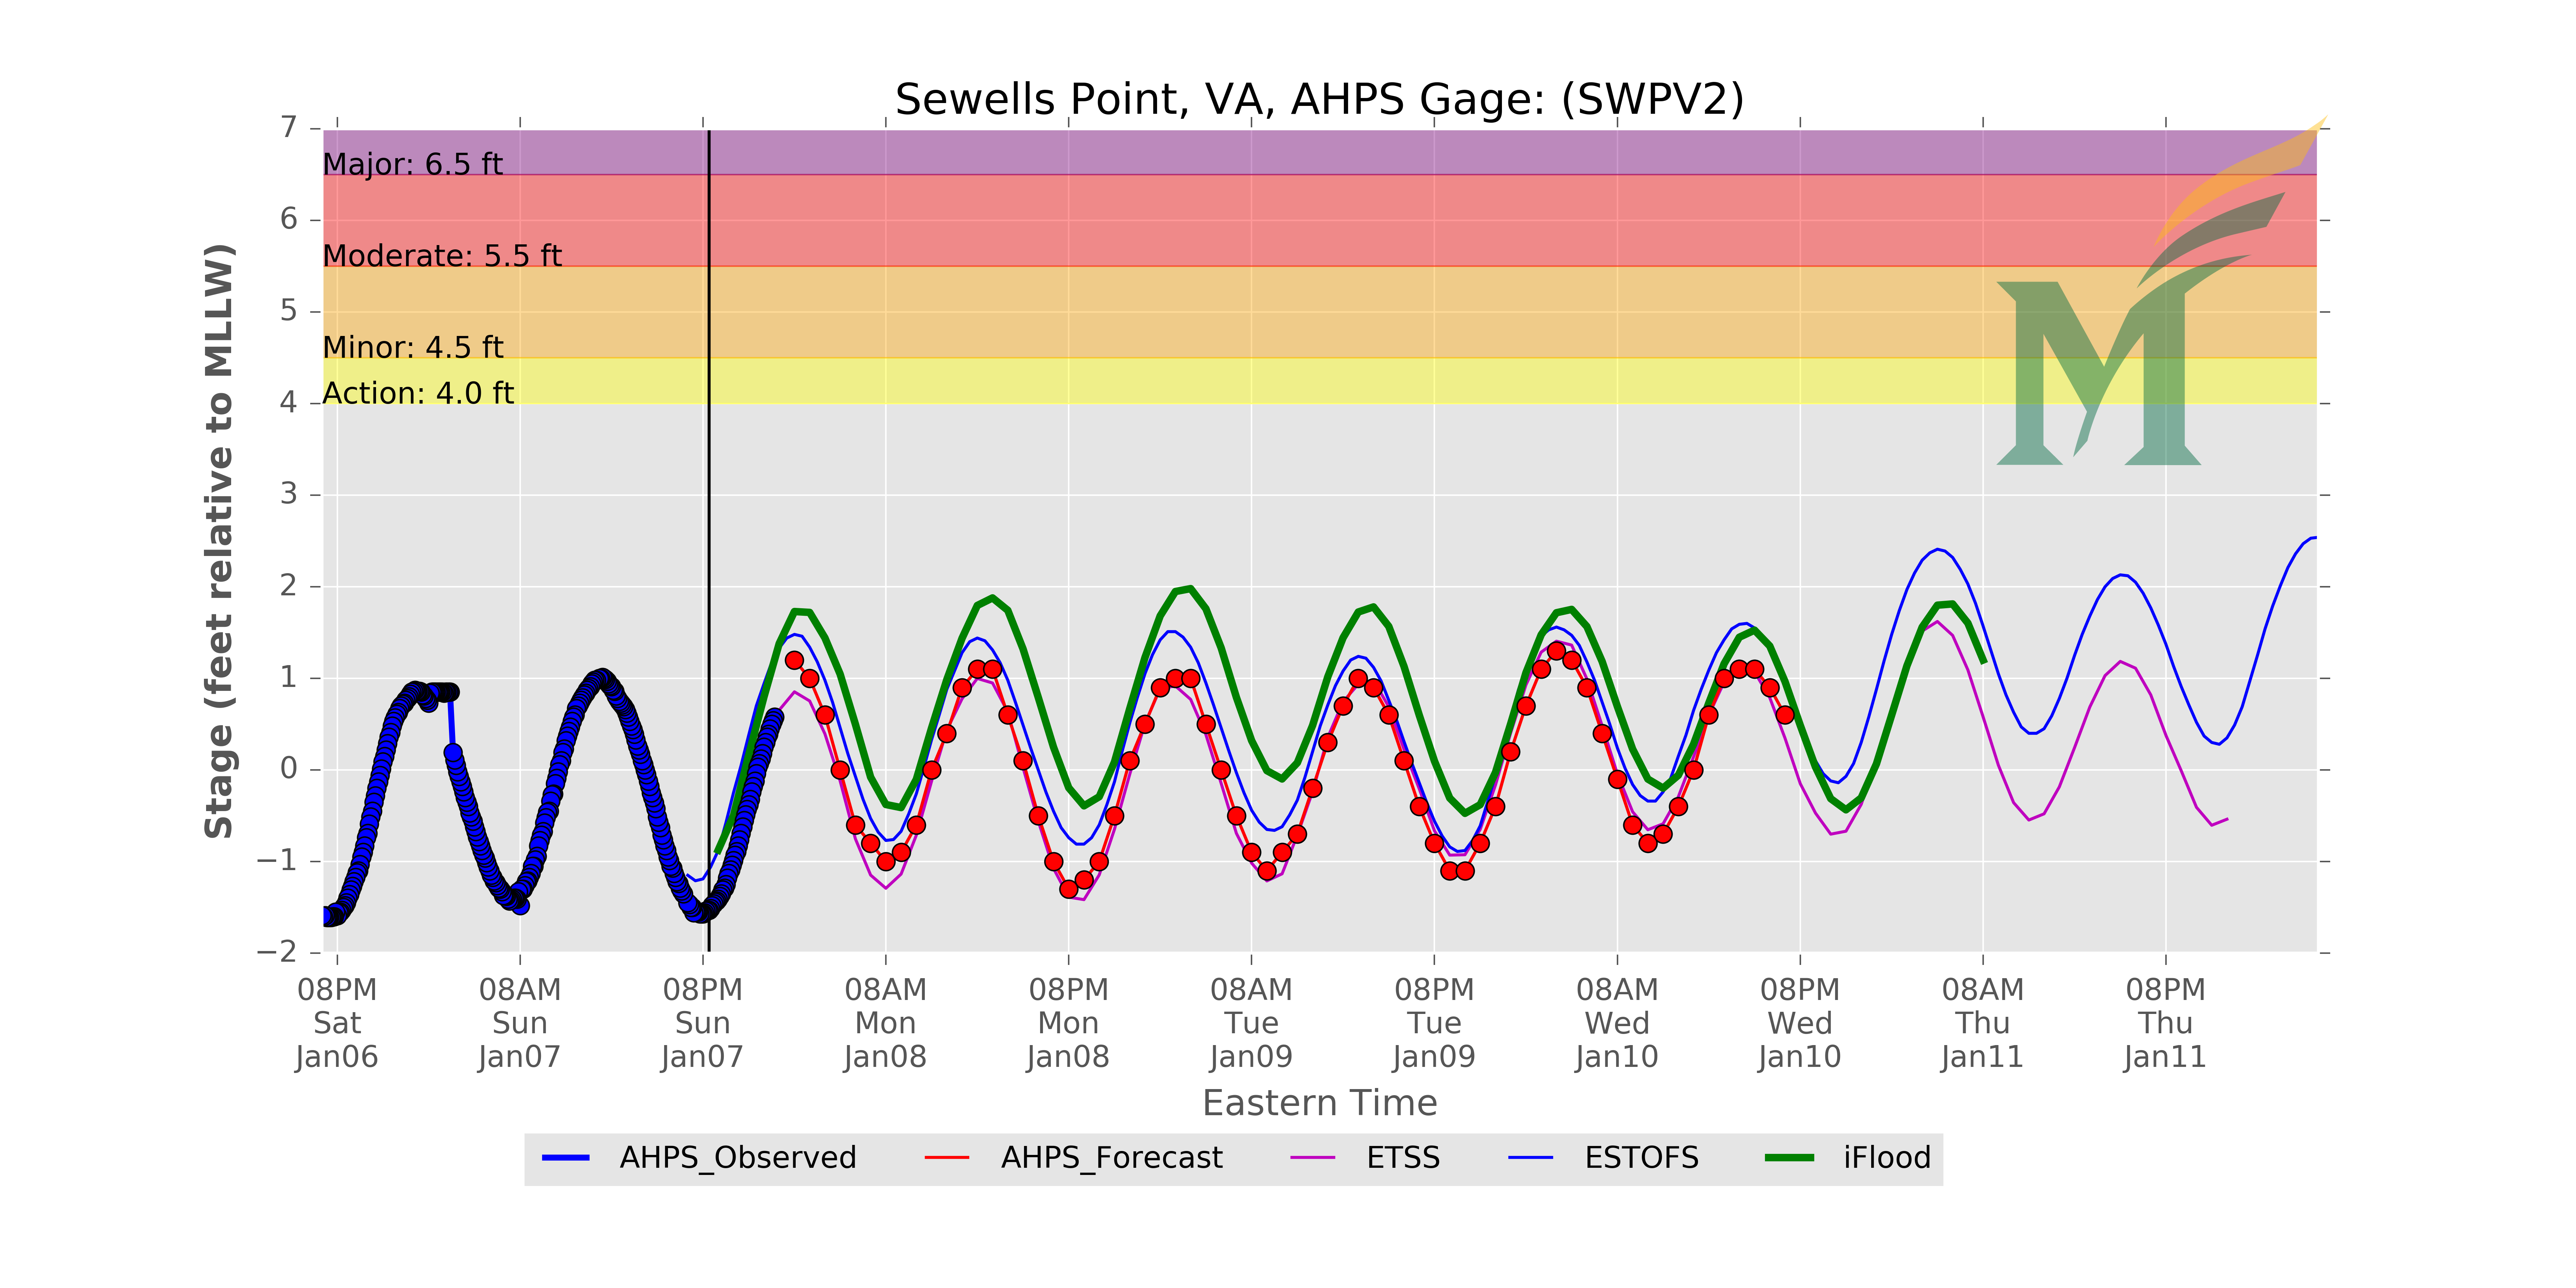 Sewells Point, VA, AHPS Gage: (SWPV2)
7
Major: 6.5 ft
6
Moderate: 5.5 ft
5
Minor: 4.5 ft
Action: 4.0 ft
4
3
2
1
0
−1
−2
Stage (feet relative to MLLW)
08PM 08AM 08PM 08AM 08PM 08AM 08PM 08AM 08PM 08AM 08PM
Sat Sun Sun Mon Mon Tue Tue Wed Wed Thu Thu
Jan06 Jan07 Jan07 Jan08 Jan08 Jan09 Jan09 Jan10 Jan10 Jan11 Jan11
Eastern Time
AHPS_Observed AHPS_Forecast ETSS ESTOFS iFlood
M